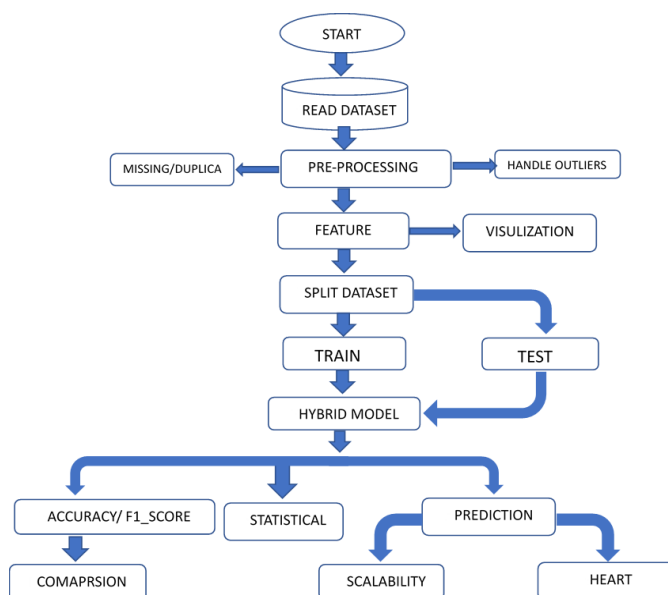 START
READ DATASET
MISSING/DUPLICA
PRE-PROCESSING
HANDLE OUTLIERS
FEATURE
VISULIZATION
SPLIT DATASET
TRAIN
TEST
HYBRID MODEL
ACCURACY/ F1_SCORE
STATISTICAL
PREDICTION
COMAPRSION
SCALABILITY
HEART